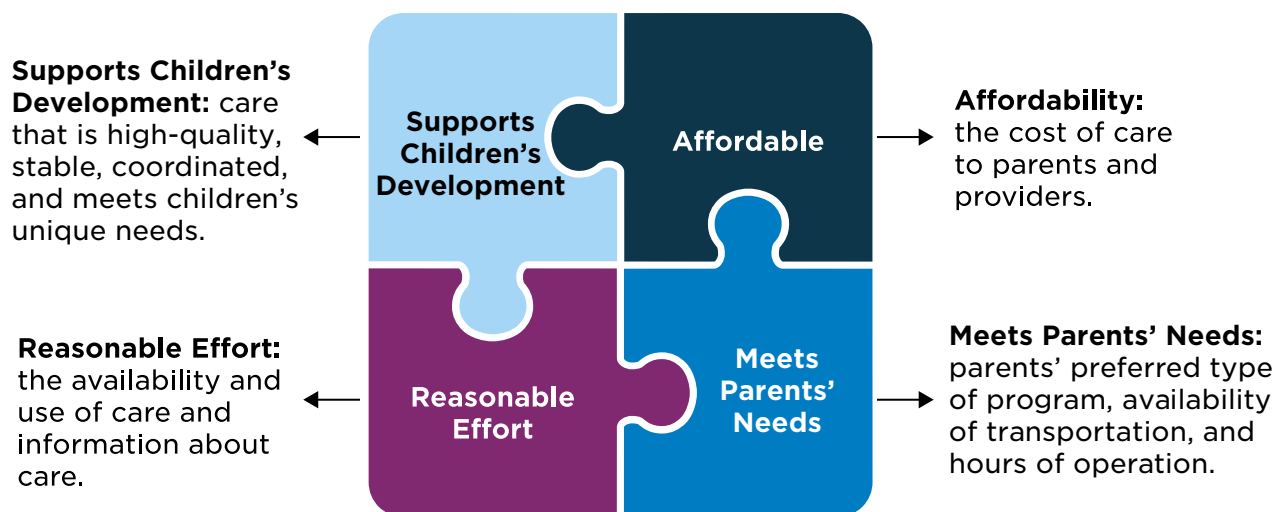 Supports Children’s
Development: care
that is high-quality,
stable, coordinated,
and meets children’s
unique needs.
Supports
Children’s
Development
Affordable
Affordability:
the cost of care
to parents and
providers.
Reasonable Effort:
the availability and
use of care and
information about
care.
Reasonable
Effort
Meets
Parents’
Needs
Meets Parents’ Needs:
parents’ preferred type
of program, availability
of transportation, and
hours of operation.